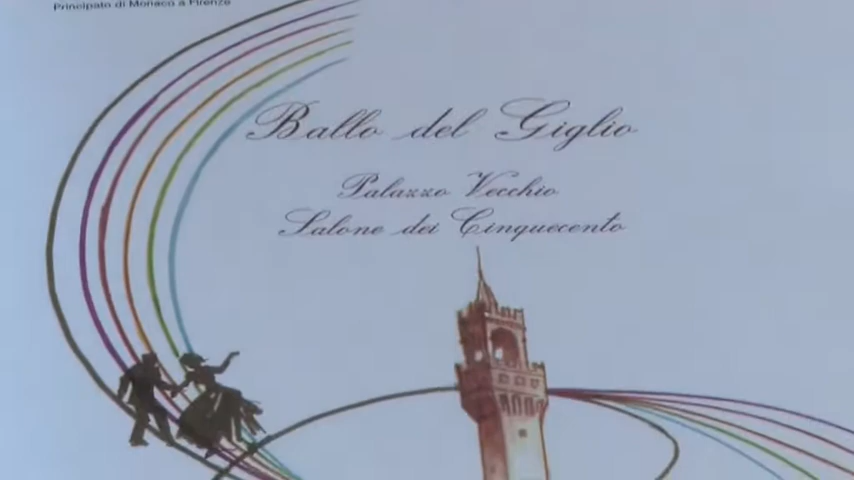 Principato di Monaco a Firenze
Ballo del Giglio
Palazzo Vecchio
Salone dei Cinquecento